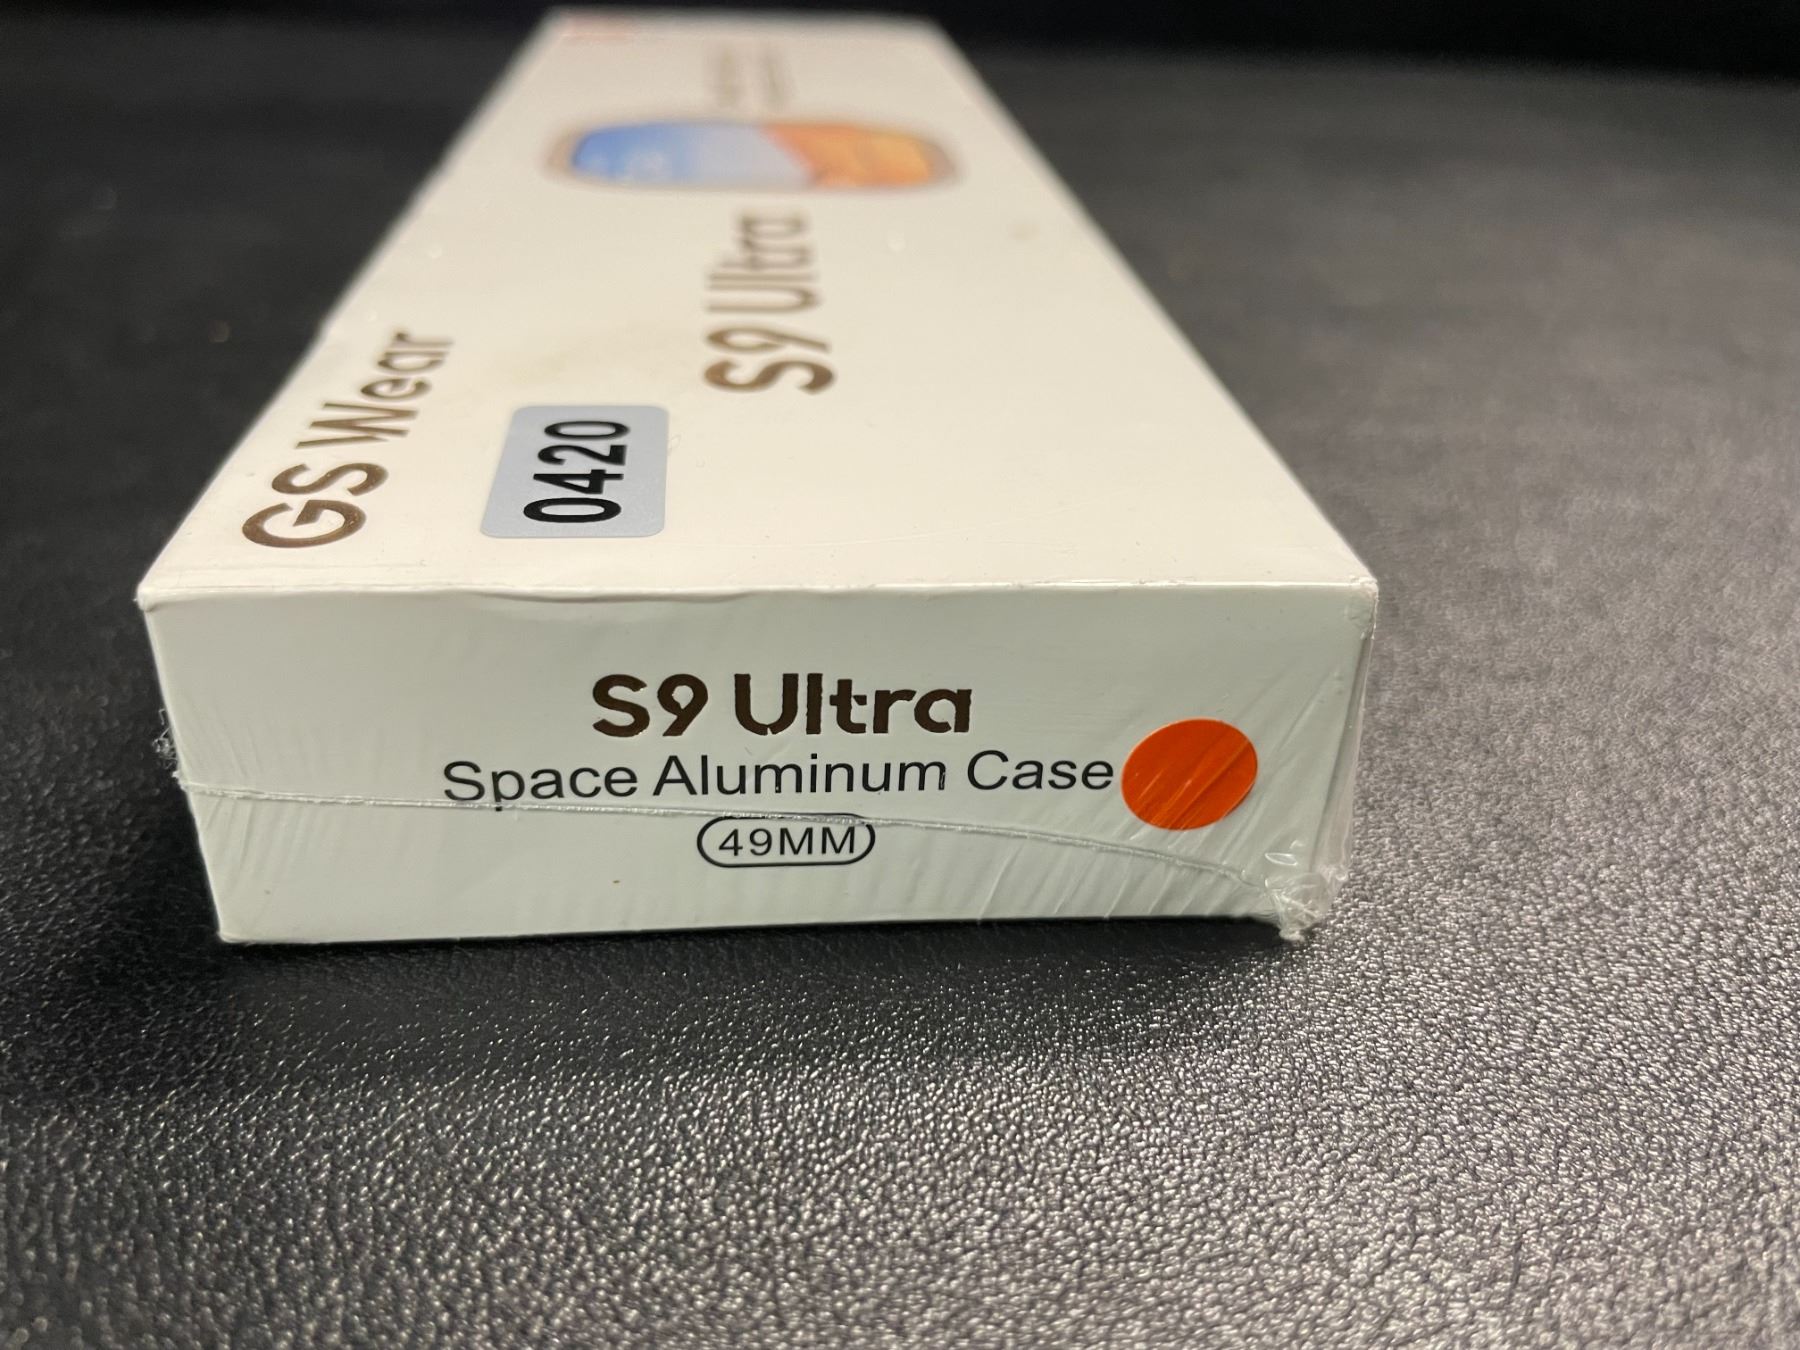 GS Wear
0420
S9 Ultra
S9 Ultra
Space Aluminum Case
49MM